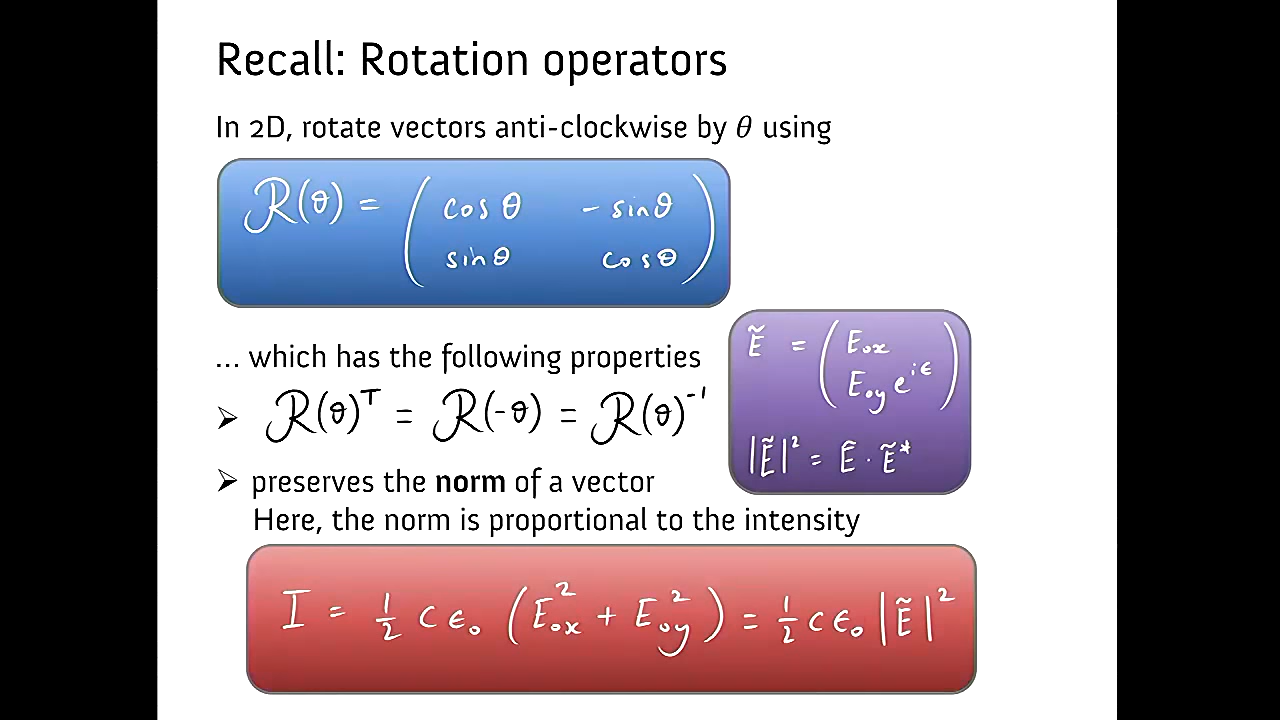 Recall: Rotation operators
In 2D, rotate vectors anti-clockwise by θ using
R(θ) = ( cos θ   - sin θ
sin θ   cos θ )
... which has the following properties
➤ R(θ)ᵀ = R(-θ) = R(θ)⁻¹
Ẽ = ( E₀ₓ
E₀y e^{iϵ} )
|Ẽ|² = Ẽ · Ẽ*
➤ preserves the norm of a vector
Here, the norm is proportional to the intensity
I = ½ c ϵ₀ (E₀ₓ² + E₀y²) = ½ c ϵ₀ |Ẽ|²